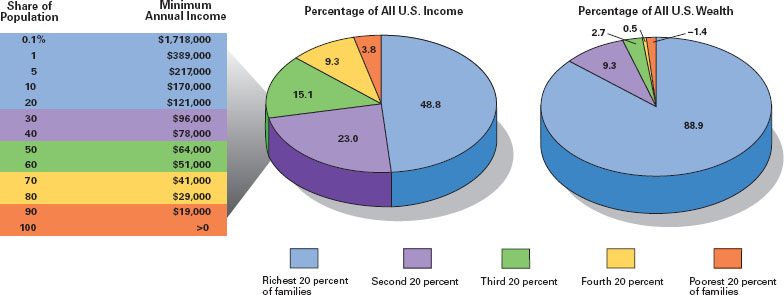 Share of
Population
Minimum
Annual Income
0.1% $1,718,000
1 $389,000
5 $217,000
10 $170,000
20 $121,000
30 $96,000
40 $78,000
50 $64,000
60 $51,000
70 $41,000
80 $29,000
90 $19,000
100 >0
Percentage of All U.S. Income
3.8
9.3
15.1
48.8
23.0
Percentage of All U.S. Wealth
2.7
0.5
–1.4
9.3
88.9
Richest 20 percent
of families
Second 20 percent
Third 20 percent
Fourth 20 percent
Poorest 20 percent
of families